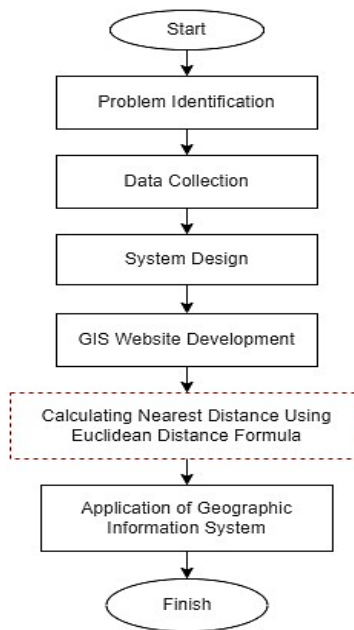 Start
Problem Identification
Data Collection
System Design
GIS Website Development
Calculating Nearest Distance Using
Euclidean Distance Formula
Application of Geographic
Information System
Finish